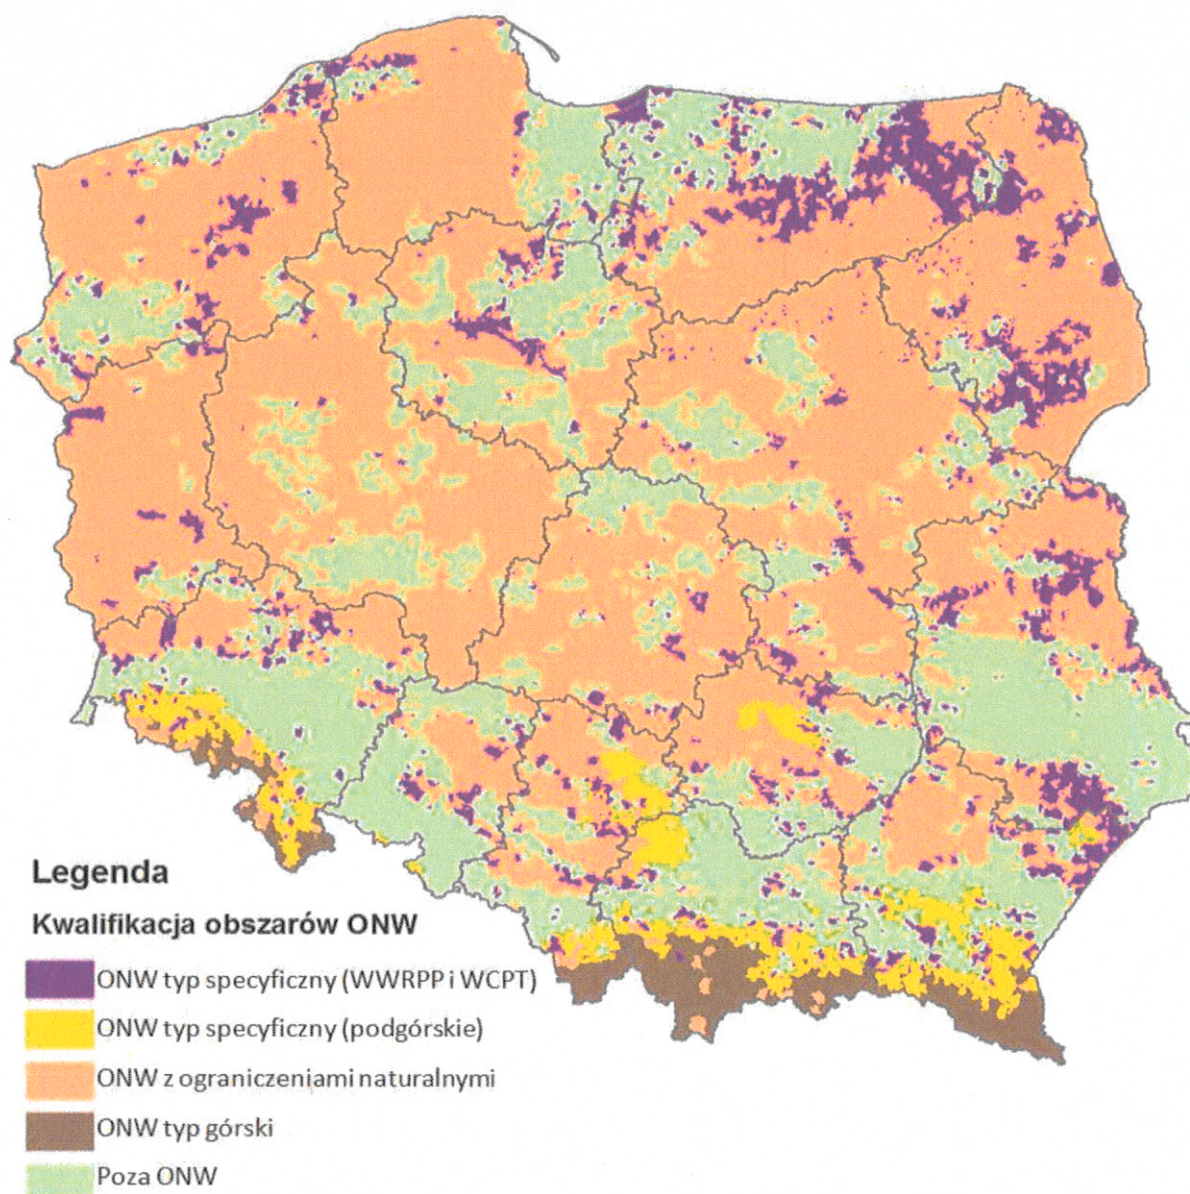 Legenda
Kwalifikacja obszarów ONW
ONW typ specyficzny (WWRPP i WCPT)
ONW typ specyficzny (podgórskie)
ONW z ograniczeniami naturalnymi
ONW typ górski
Poza ONW